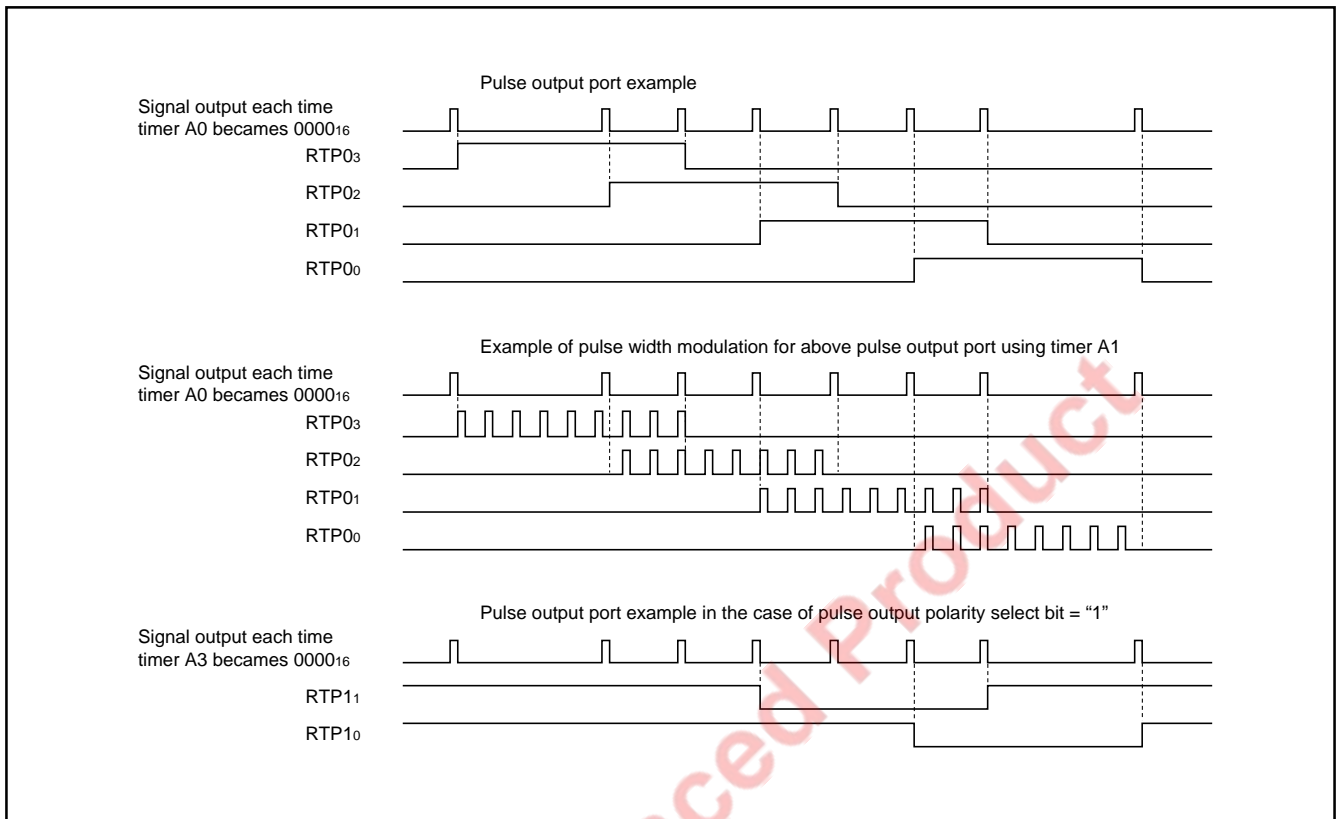 Pulse output port example
Signal output each time
timer A0 becames 0000₁₆
RTP0₃
RTP0₂
RTP0₁
RTP0₀
Example of pulse width modulation for above pulse output port using timer A1
Signal output each time
timer A0 becames 0000₁₆
RTP0₃
RTP0₂
RTP0₁
RTP0₀
Pulse output port example in the case of pulse output polarity select bit = “1”
Signal output each time
timer A3 becames 0000₁₆
RTP1₁
RTP1₀
Product